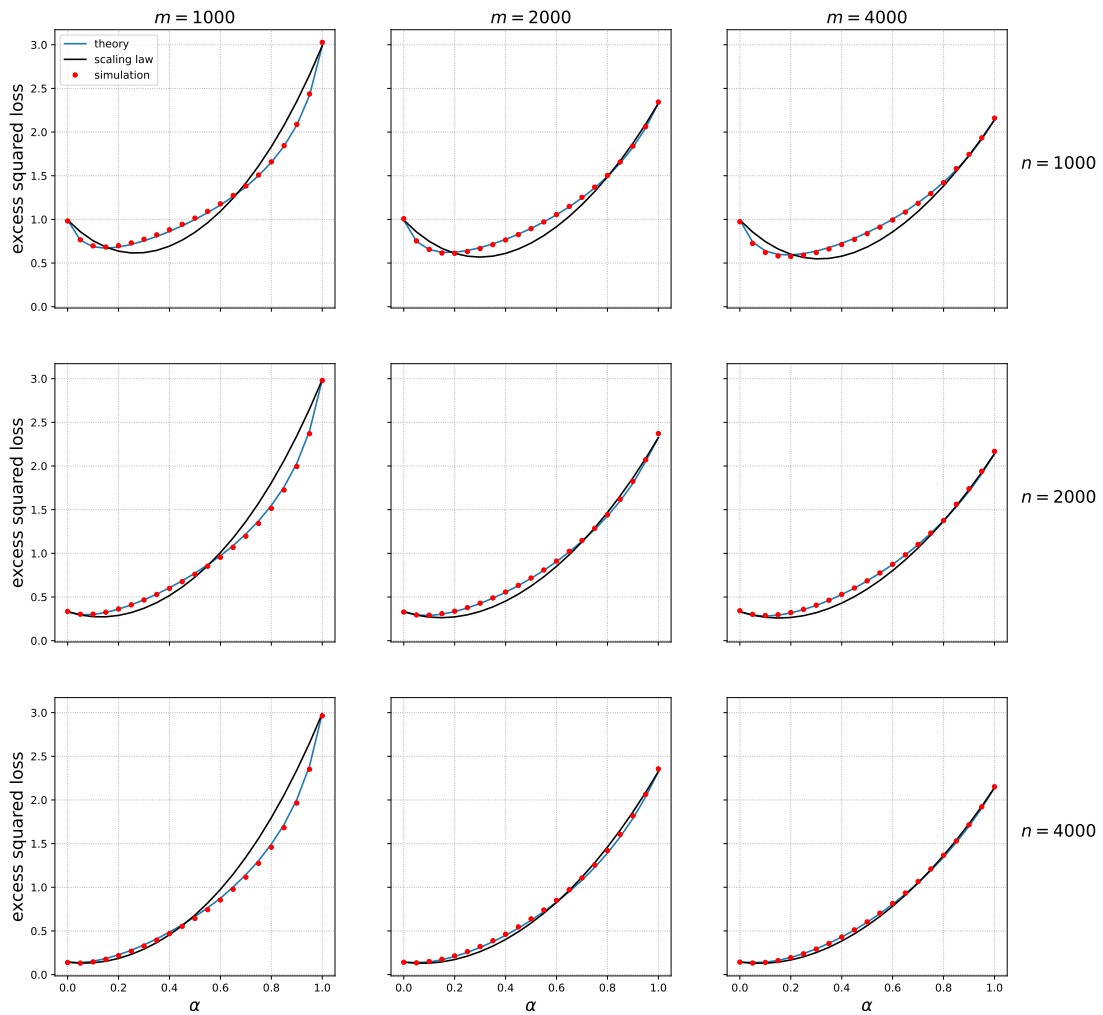 m = 1000
m = 2000
m = 4000
theory
scaling law
simulation
3.0
2.5
2.0
1.5
1.0
0.5
0.0
excess squared loss
n = 1000
3.0
2.5
2.0
1.5
1.0
0.5
0.0
excess squared loss
n = 2000
3.0
2.5
2.0
1.5
1.0
0.5
0.0
excess squared loss
n = 4000
0.0 0.2 0.4 0.6 0.8 1.0
0.0 0.2 0.4 0.6 0.8 1.0
0.0 0.2 0.4 0.6 0.8 1.0
α
α
α